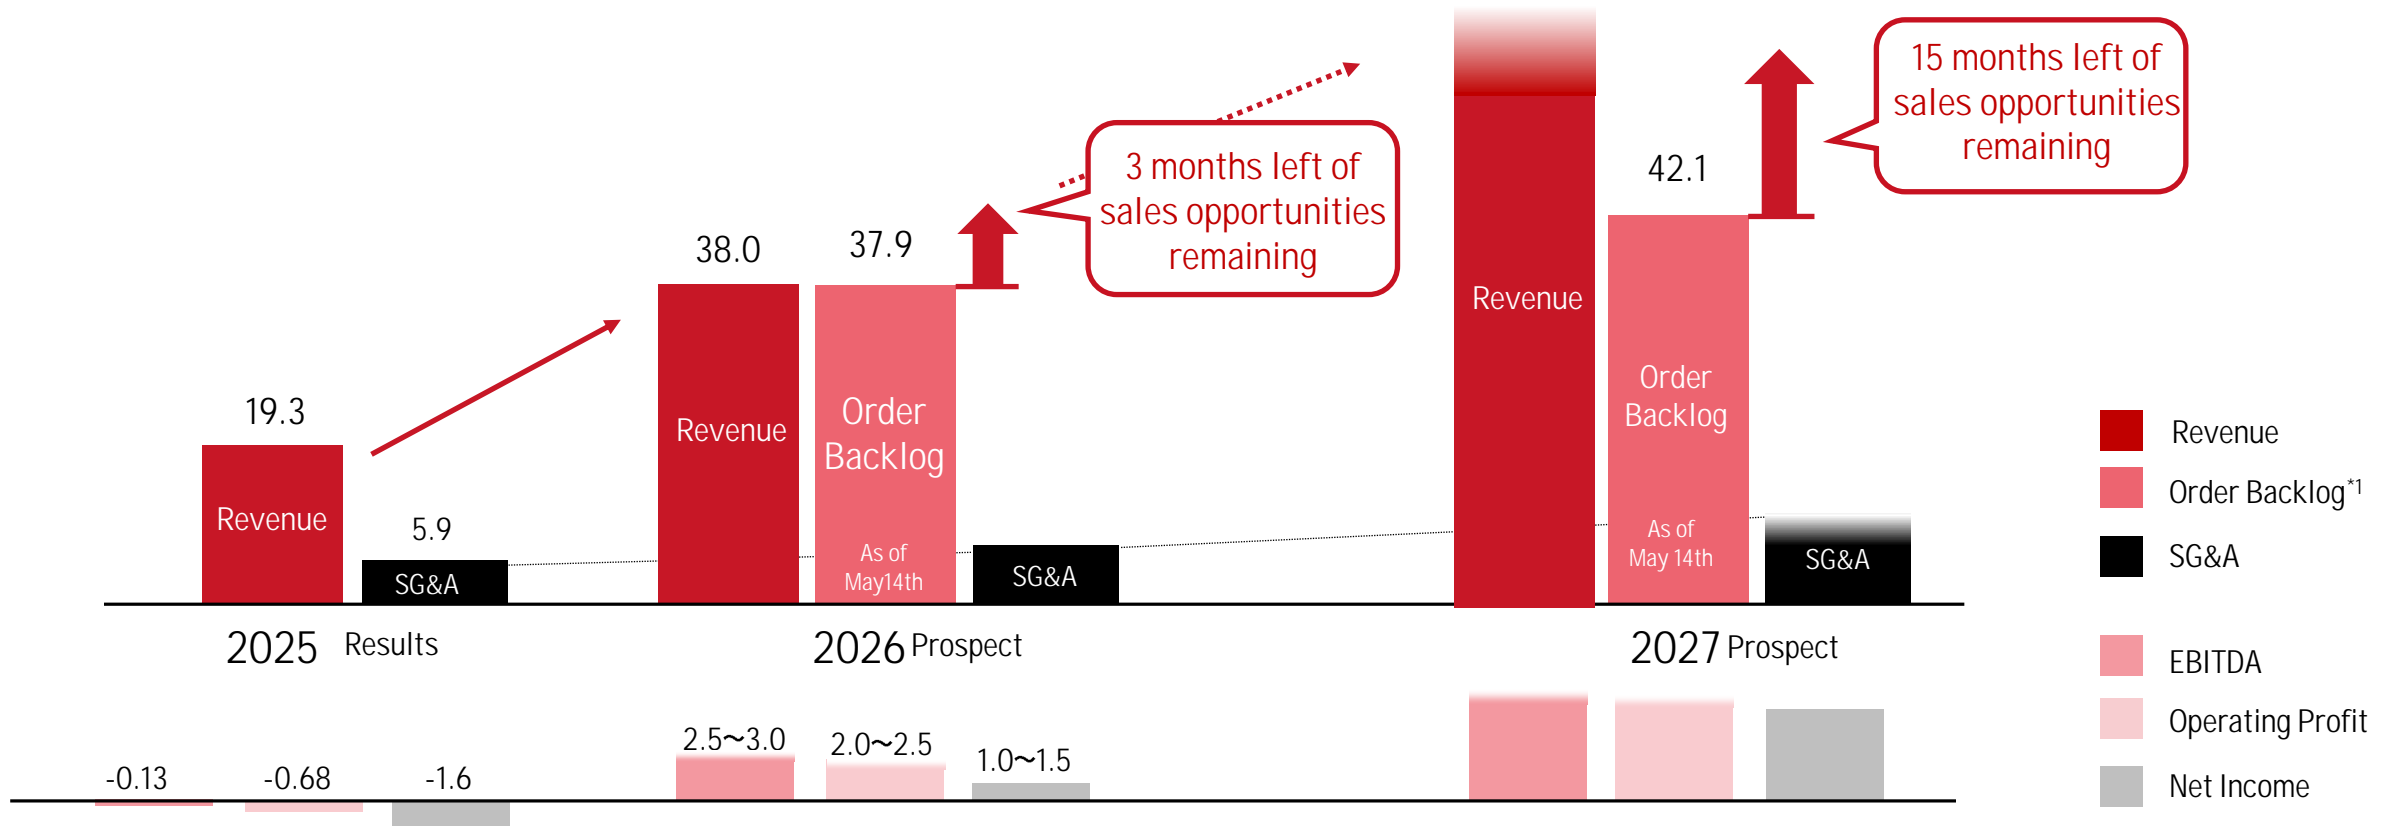 15 months left of
sales opportunities
remaining
3 months left of
sales opportunities
remaining
42.1
38.0
37.9
19.3
5.9
Revenue
SG&A
Revenue
Order
Backlog
As of
May14th
SG&A
Revenue
Order
Backlog
As of
May 14th
SG&A
2025 Results
2026 Prospect
2027 Prospect
-0.13
-0.68
-1.6
2.5～3.0
2.0～2.5
1.0～1.5
Revenue
Order Backlog*1
SG&A
EBITDA
Operating Profit
Net Income